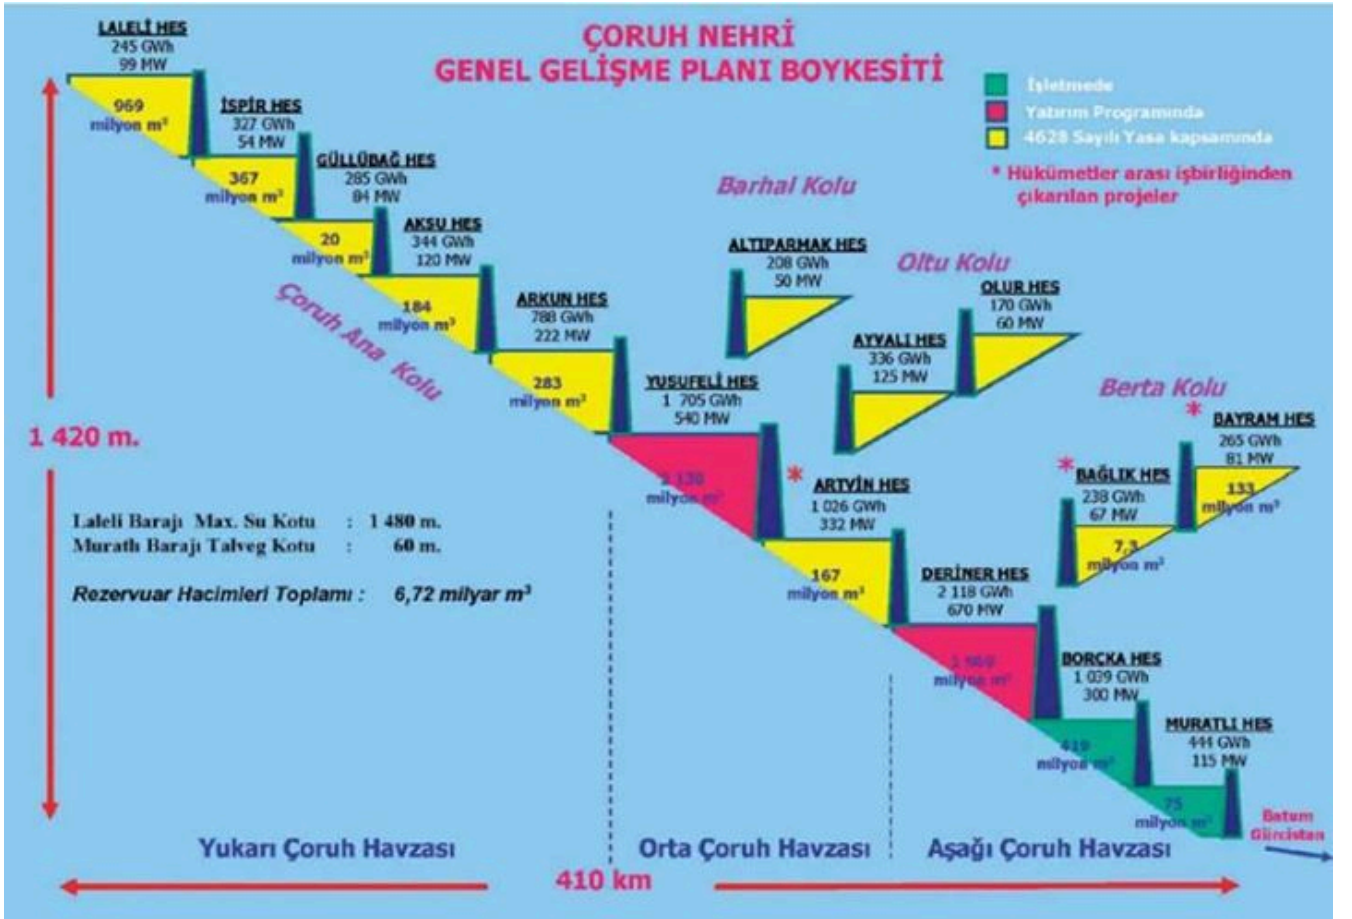 ÇORUH NEHRİ
GENEL GELİŞME PLANI BOYKESİTİ
İşletmede
Yatırım Programında
4628 Sayılı Yasa kapsamında
* Hükümetler arası işbirliğinden
çıkarılan projeler
LALELİ HES
245 GWh
99 MW
969
milyon m³
İSPİR HES
327 GWh
54 MW
367
milyon m³
GÜLLÜBAĞ HES
285 GWh
84 MW
20
milyon m³
AKSU HES
344 GWh
120 MW
184
milyon m³
ARKUN HES
788 GWh
222 MW
283
milyon m³
Çoruh Ana Kolu
YUSUFELİ HES
1 705 GWh
540 MW
milyon m³
Barhal Kolu
ALTIPARMAK HES
208 GWh
50 MW
Oltu Kolu
OLUR HES
170 GWh
60 MW
AYVALI HES
336 GWh
125 MW
Berta Kolu
*
BAYRAM HES
265 GWh
81 MW
133
milyon m³
*
BAĞLIK HES
238 GWh
67 MW
7,3
milyon m³
*
ARTVİN HES
1 026 GWh
332 MW
167
milyon m³
DERİNER HES
2 118 GWh
670 MW
milyon m³
BORÇKA HES
1 039 GWh
300 MW
419
milyon m³
MURATLI HES
444 GWh
115 MW
75
milyon m³
1 420 m.
Laleli Barajı Max. Su Kotu : 1 480 m.
Muratlı Barajı Talveg Kotu : 60 m.
Rezervuar Hacimleri Toplamı : 6,72 milyar m³
Batum
Gürcistan
Yukarı Çoruh Havzası
Orta Çoruh Havzası
Aşağı Çoruh Havzası
410 km